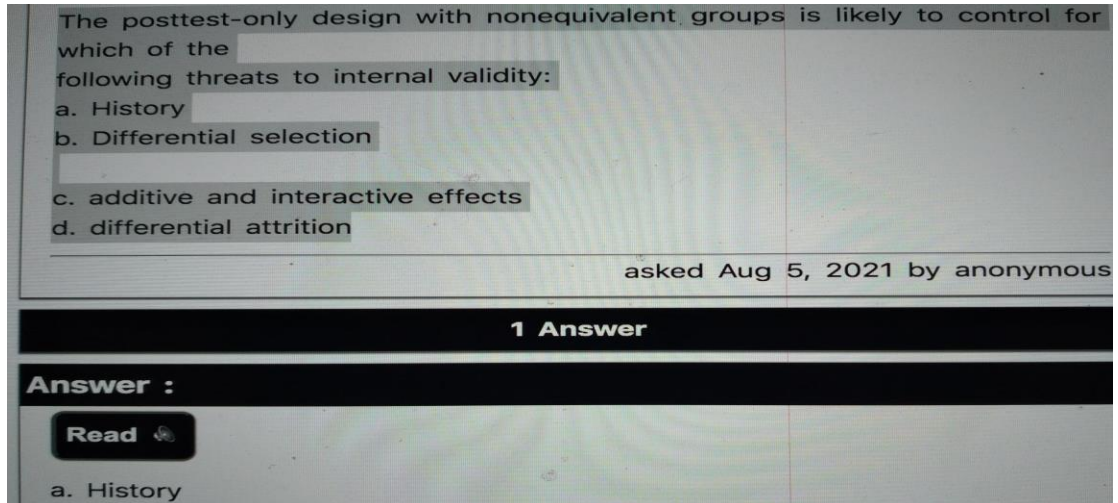 The posttest-only design with nonequivalent groups is likely to control for
which of the
following threats to internal validity:
a. History
b. Differential selection
c. additive and interactive effects
d. differential attrition
asked Aug 5, 2021 by anonymous
1 Answer
Answer :
Read
a. History